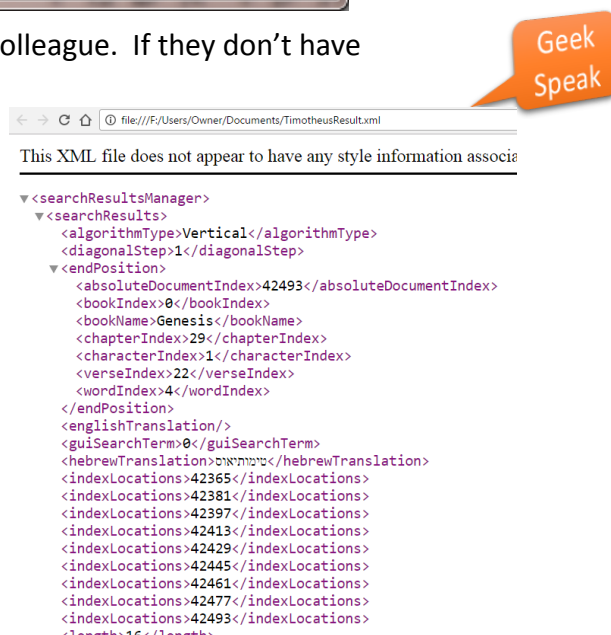 olleague.  If they don’t have
Geek
Speak
file:///F:/Users/Owner/Documents/TimotheusResult.xml
This XML file does not appear to have any style information associa
▼<searchResultsManager>
▼<searchResults>
<algorithmType>Vertical</algorithmType>
<diagonalStep>1</diagonalStep>
▼<endPosition>
<absoluteDocumentIndex>42493</absoluteDocumentIndex>
<bookIndex>0</bookIndex>
<bookName>Genesis</bookName>
<chapterIndex>29</chapterIndex>
<characterIndex>1</characterIndex>
<verseIndex>22</verseIndex>
<wordIndex>4</wordIndex>
</endPosition>
<englishTranslation/>
<guiSearchTerm>0</guiSearchTerm>
<hebrewTranslation>טימותיאוס</hebrewTranslation>
<indexLocations>42365</indexLocations>
<indexLocations>42381</indexLocations>
<indexLocations>42397</indexLocations>
<indexLocations>42413</indexLocations>
<indexLocations>42429</indexLocations>
<indexLocations>42445</indexLocations>
<indexLocations>42461</indexLocations>
<indexLocations>42477</indexLocations>
<indexLocations>42493</indexLocations>
<length>16</length>